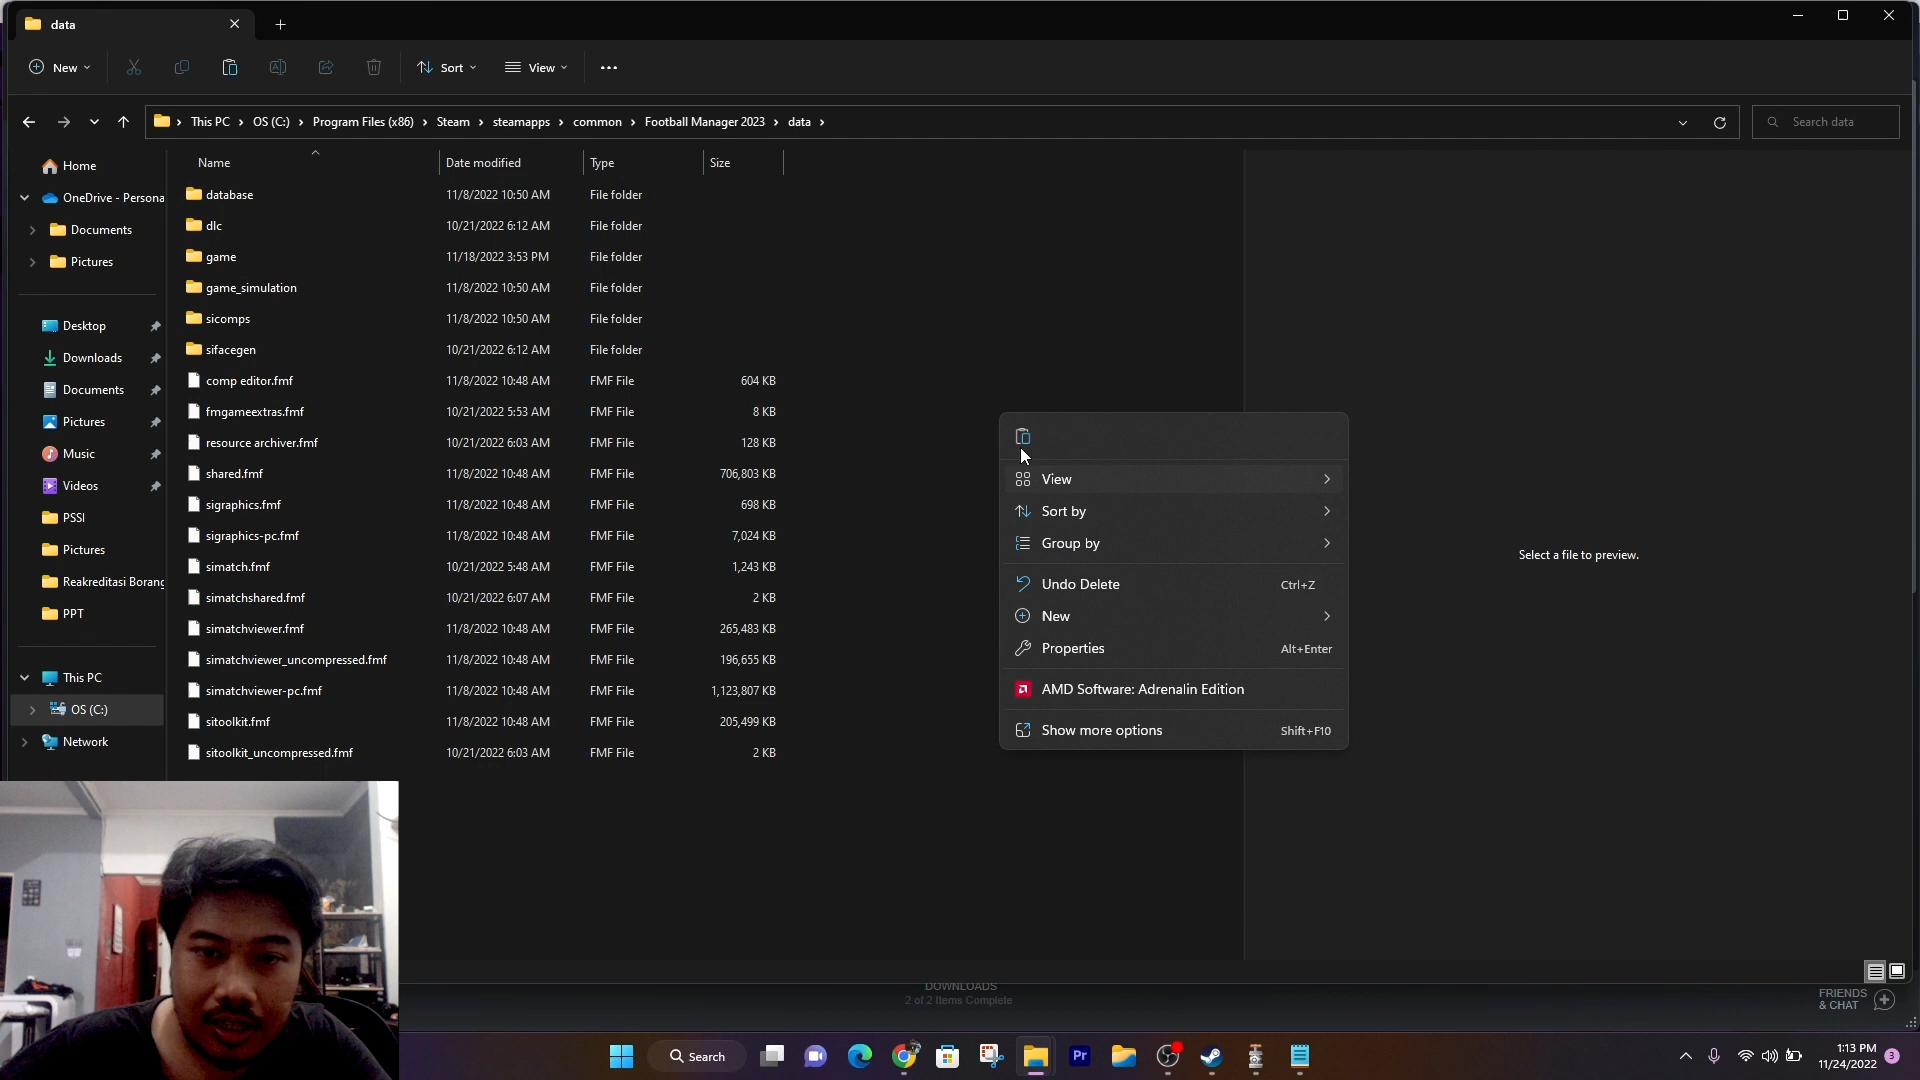 data
New
Sort
View
This PC > OS (C:) > Program Files (x86) > Steam > steamapps > common > Football Manager 2023 > data >
Search data
Home
OneDrive - Persona
Documents
Pictures
Desktop
Downloads
Documents
Pictures
Music
Videos
PSSI
Pictures
Reakreditasi Borang
PPT
This PC
OS (C:)
Network
Name Date modified Type Size
database 11/8/2022 10:50 AM File folder
dlc 10/21/2022 6:12 AM File folder
game 11/18/2022 3:53 PM File folder
game_simulation 11/8/2022 10:50 AM File folder
sicomps 11/8/2022 10:50 AM File folder
sifacegen 10/21/2022 6:12 AM File folder
comp editor.fmf 11/8/2022 10:48 AM FMF File 604 KB
fmgameextras.fmf 10/21/2022 5:53 AM FMF File 8 KB
resource archiver.fmf 10/21/2022 6:03 AM FMF File 128 KB
shared.fmf 11/8/2022 10:48 AM FMF File 706,803 KB
sigraphics.fmf 11/8/2022 10:48 AM FMF File 698 KB
sigraphics-pc.fmf 11/8/2022 10:48 AM FMF File 7,024 KB
simatch.fmf 10/21/2022 5:48 AM FMF File 1,243 KB
simatchshared.fmf 10/21/2022 6:07 AM FMF File 2 KB
simatchviewer.fmf 11/8/2022 10:48 AM FMF File 265,483 KB
simatchviewer_uncompressed.fmf 11/8/2022 10:48 AM FMF File 196,655 KB
simatchviewer-pc.fmf 11/8/2022 10:48 AM FMF File 1,123,807 KB
sitoolkit.fmf 11/8/2022 10:48 AM FMF File 205,499 KB
sitoolkit_uncompressed.fmf 10/21/2022 6:03 AM FMF File 2 KB
View
Sort by
Group by
Undo Delete Ctrl+Z
New
Properties Alt+Enter
AMD Software: Adrenalin Edition
Show more options Shift+F10
Select a file to preview.
DOWNLOADS
2 of 2 Items Complete
FRIENDS
& CHAT
Search
Pr
1:13 PM
11/24/2022
3